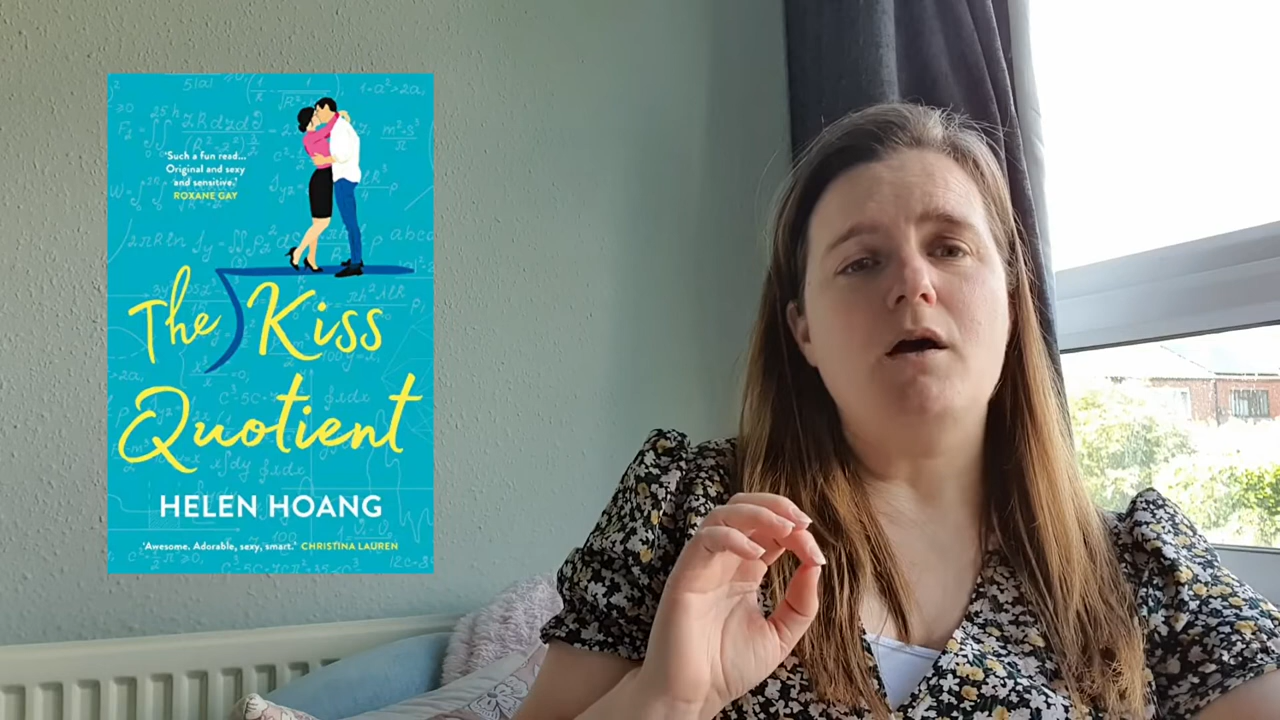 'Such a fun read...
Original and sexy
and sensitive.'
ROXANE GAY
The Kiss
Quotient
HELEN HOANG
'Awesome. Adorable, sexy, smart.' CHRISTINA LAUREN